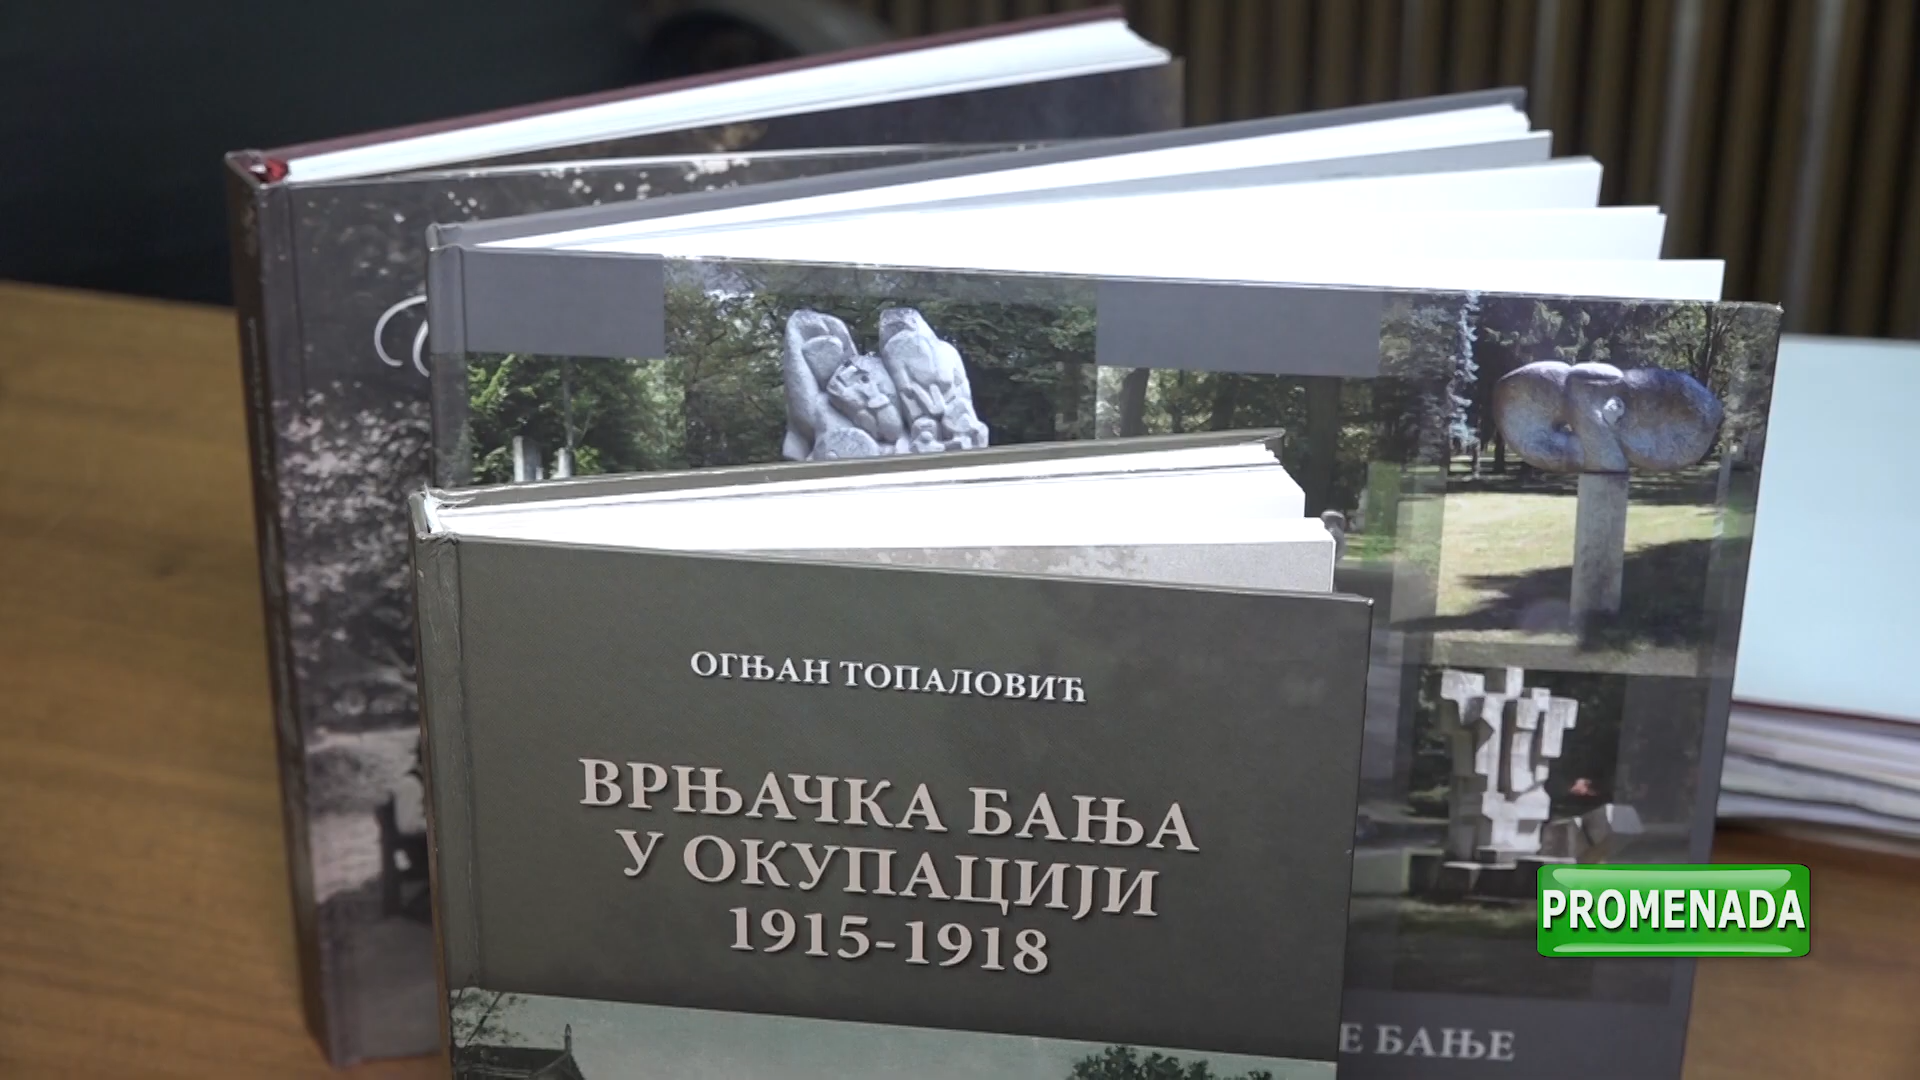 ОГЊАН ТОПАЛОВИЋ
ВРЊАЧКА БАЊА
У ОКУПАЦИЈИ
1915-1918
БАЊЕ
PROMENADA